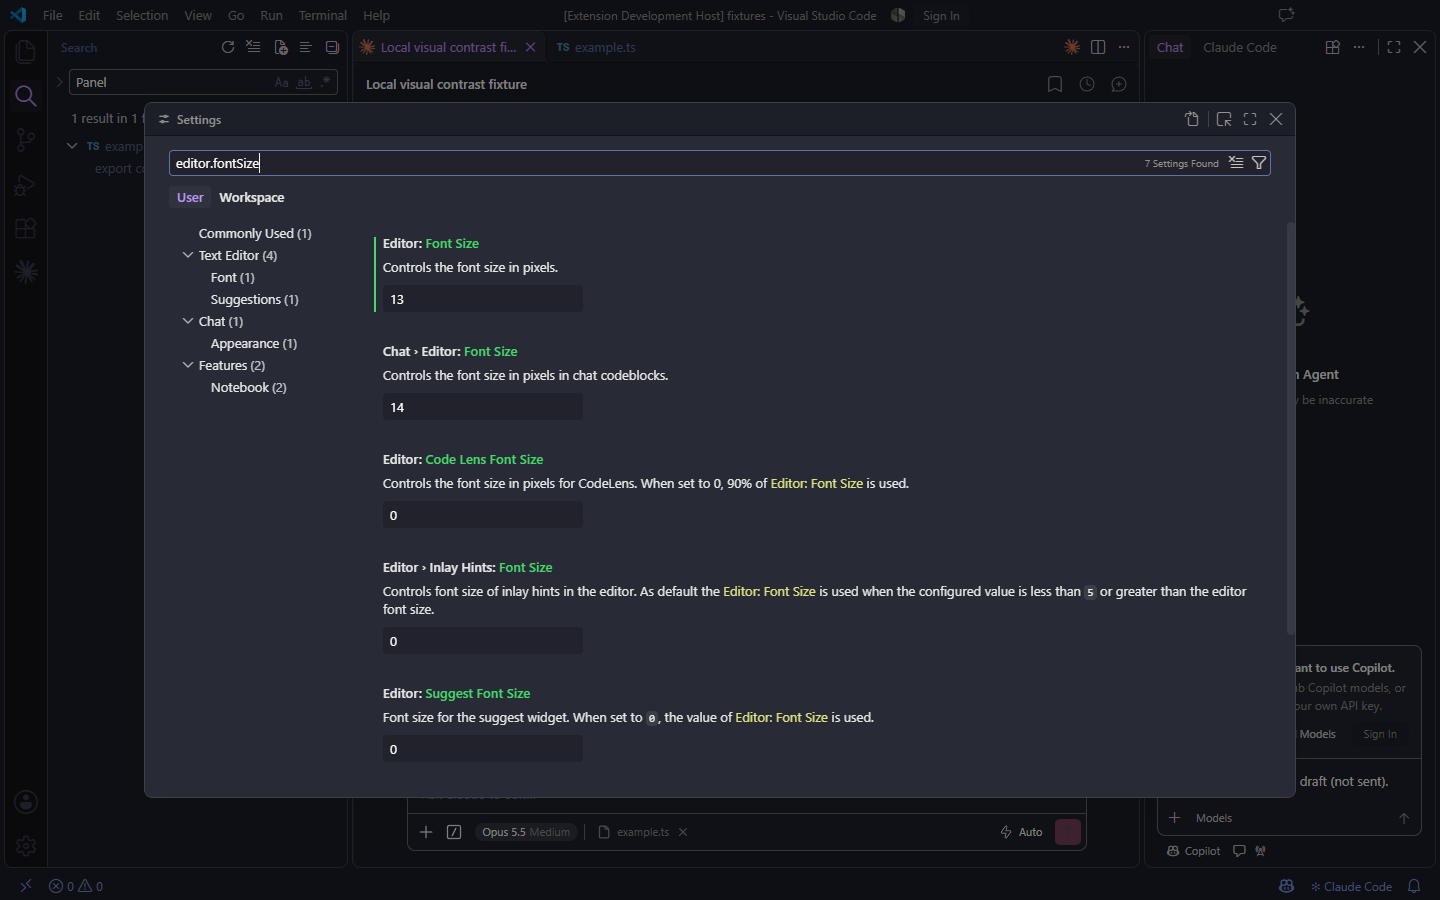 File Edit Selection View Go Run Terminal Help
[Extension Development Host] fixtures - Visual Studio Code
Sign In
Search
Local visual contrast fi...
TS example.ts
Chat
Claude Code
Panel
Aa ab .*
Local visual contrast fixture
1 result in 1
TS examp
export
Settings
editor.fontSize
7 Settings Found
User
Workspace
Commonly Used (1)
Text Editor (4)
Font (1)
Suggestions (1)
Chat (1)
Appearance (1)
Features (2)
Notebook (2)
Editor: Font Size
Controls the font size in pixels.
13
Chat › Editor: Font Size
Controls the font size in pixels in chat codeblocks.
14
Editor: Code Lens Font Size
Controls the font size in pixels for CodeLens. When set to 0, 90% of Editor: Font Size is used.
0
Editor › Inlay Hints: Font Size
Controls font size of inlay hints in the editor. As default the Editor: Font Size is used when the configured value is less than 5 or greater than the editor
font size.
0
Editor: Suggest Font Size
Font size for the suggest widget. When set to 0, the value of Editor: Font Size is used.
0
Agent
be inaccurate
ant to use Copilot.
Copilot models, or
our own API key.
Models
Sign In
draft (not sent).
Models
Copilot
Opus 5.5 Medium
example.ts
Auto
0 0
Claude Code